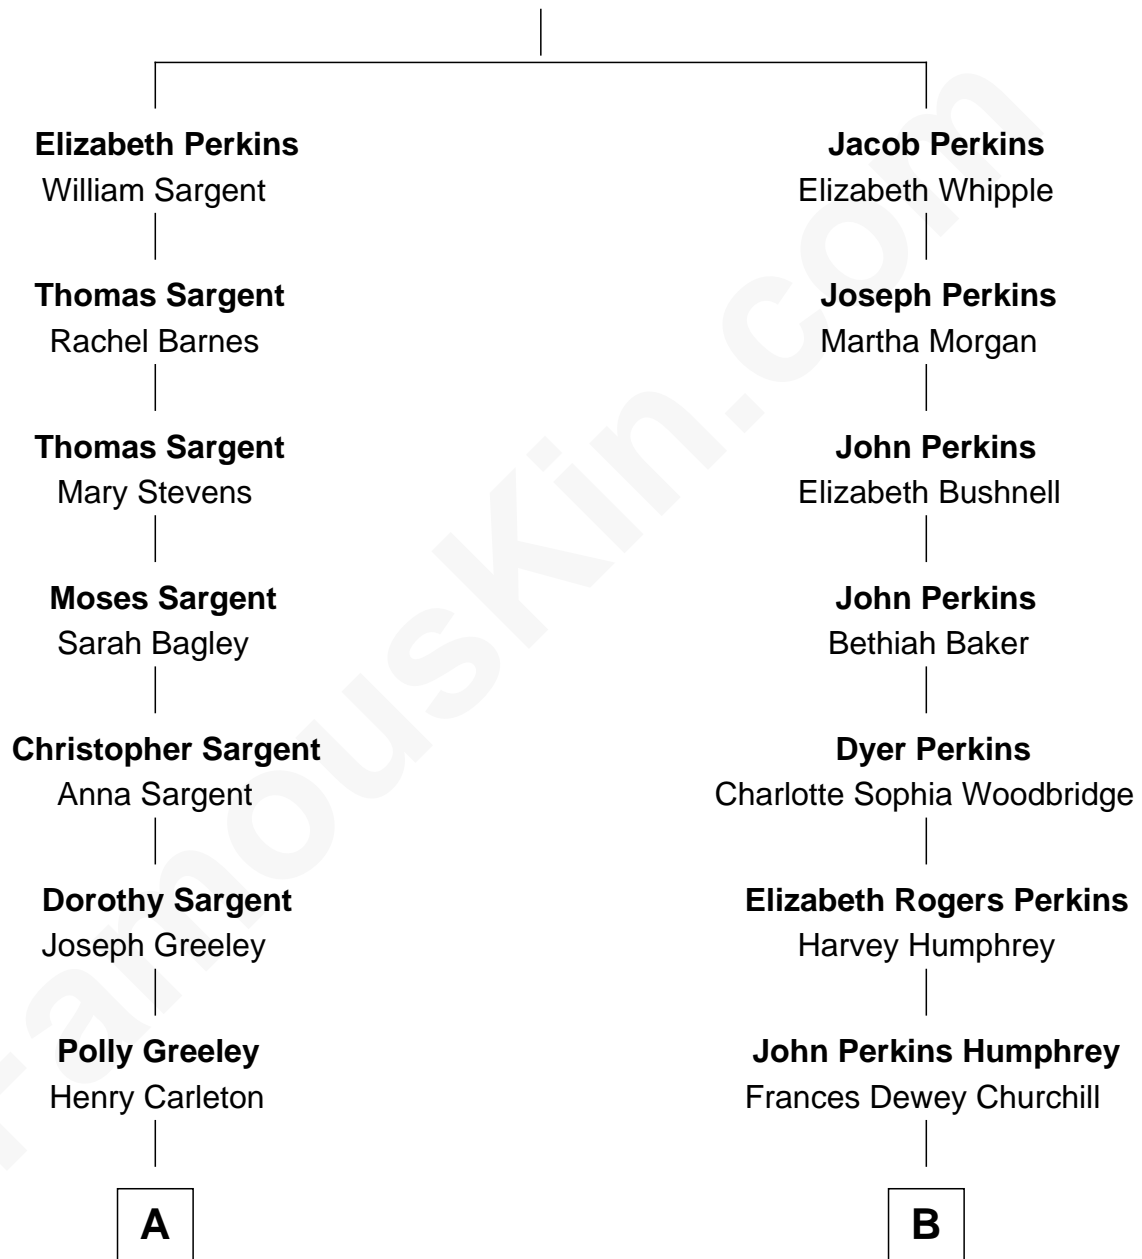 Elizabeth Perkins
William Sargent
Thomas Sargent
Rachel Barnes
Thomas Sargent
Mary Stevens
Moses Sargent
Sarah Bagley
Christopher Sargent
Anna Sargent
Dorothy Sargent
Joseph Greeley
Polly Greeley
Henry Carleton
A
Jacob Perkins
Elizabeth Whipple
Joseph Perkins
Martha Morgan
John Perkins
Elizabeth Bushnell
John Perkins
Bethiah Baker
Dyer Perkins
Charlotte Sophia Woodbridge
Elizabeth Rogers Perkins
Harvey Humphrey
John Perkins Humphrey
Frances Dewey Churchill
B
FamousKin.com